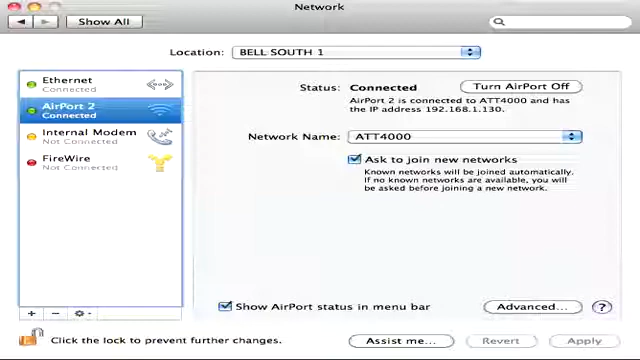 Network
Show All
Location: BELL SOUTH 1
Ethernet
Connected
AirPort 2
Connected
Internal Modem
Not Connected
FireWire
Not Connected
Status: Connected
Turn AirPort Off
AirPort 2 is connected to ATT4000 and has
the IP address 192.168.1.130.
Network Name: ATT4000
Ask to join new networks
Known networks will be joined automatically.
If no known networks are available, you will
be asked before joining a new network.
Show AirPort status in menu bar
Advanced...
?
Click the lock to prevent further changes.
Assist me...
Revert
Apply